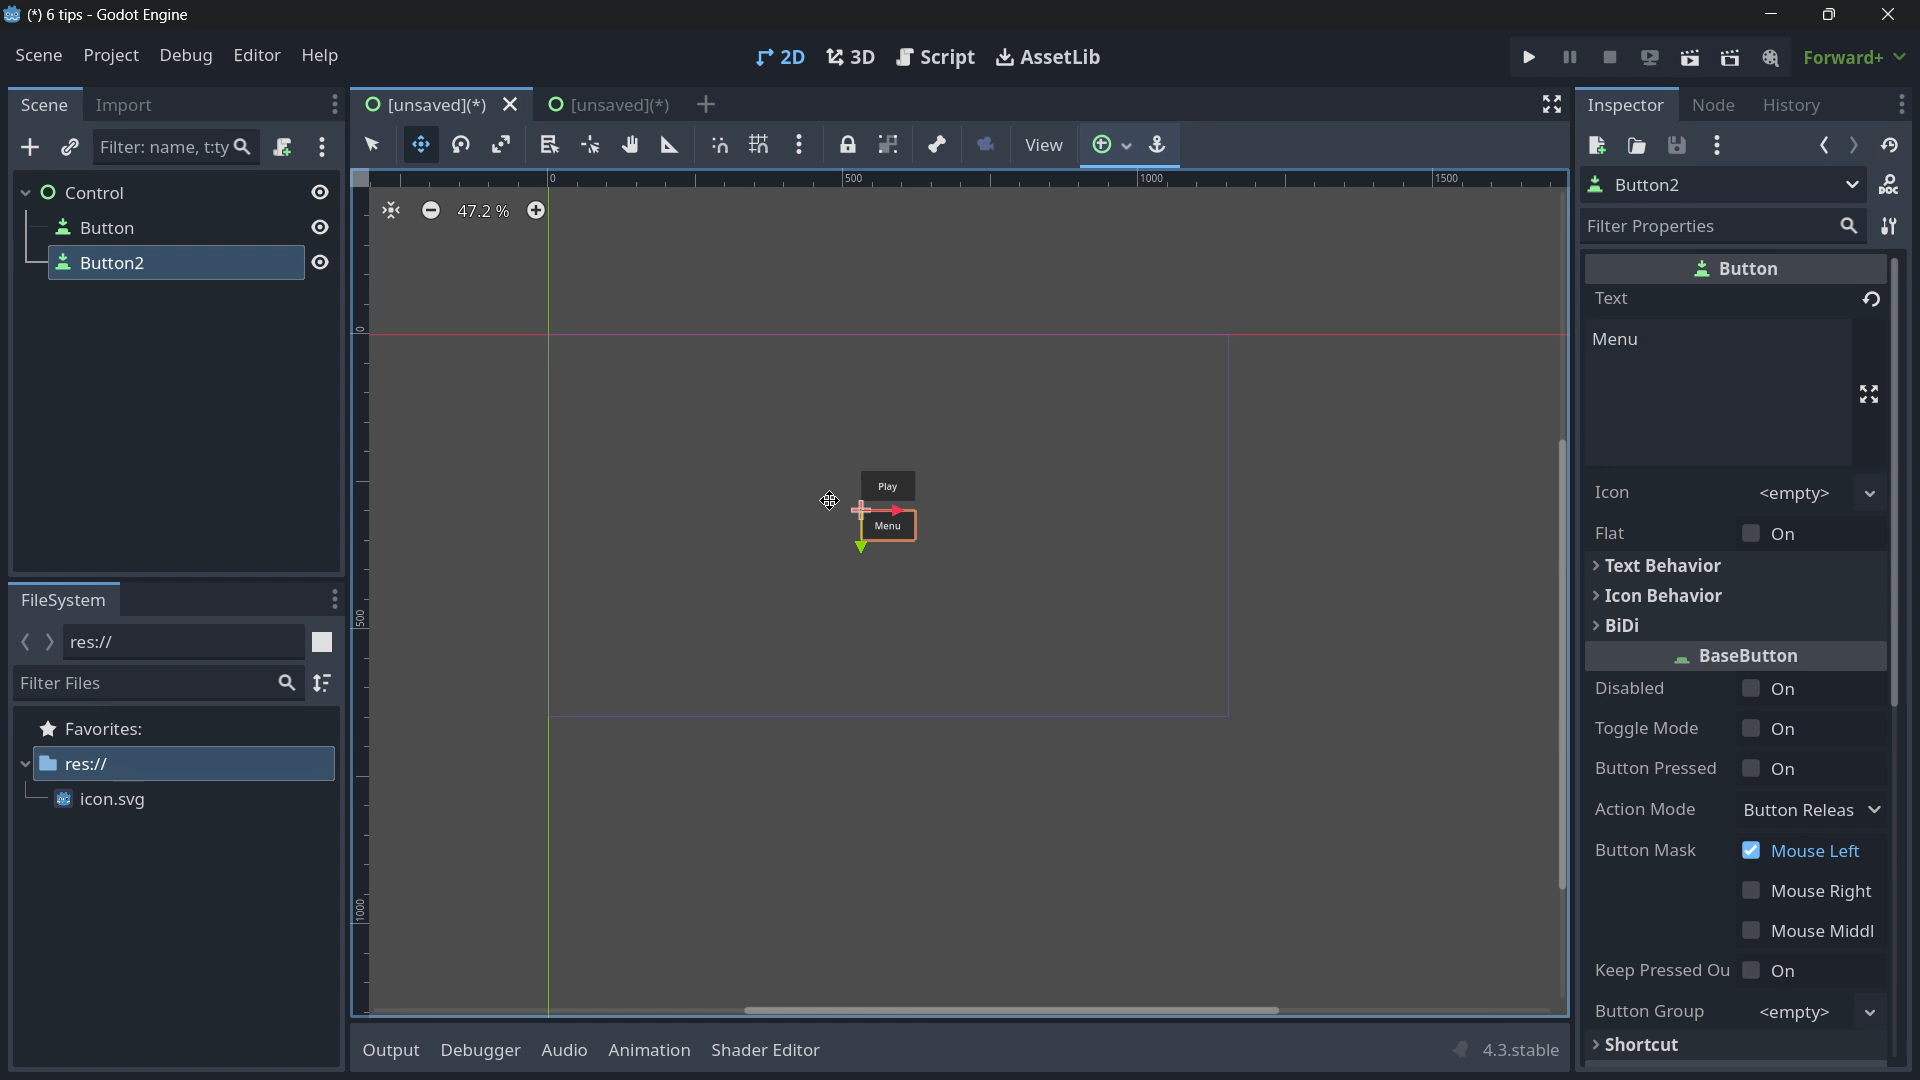 (*) 6 tips - Godot Engine
Scene Project Debug Editor Help
2D 3D Script AssetLib
Forward+
Scene Import
Filter: name, t:ty
Control
Button
Button2
FileSystem
res://
Filter Files
Favorites:
res://
icon.svg
[unsaved](*) [unsaved](*)
View
0 500 1000 1500
47.2 %
0
500
1000
Play
Menu
Output Debugger Audio Animation Shader Editor
4.3.stable
Inspector Node History
Button2
DOC
Filter Properties
Button
Text
Menu
Icon <empty>
Flat On
Text Behavior
Icon Behavior
BiDi
BaseButton
Disabled On
Toggle Mode On
Button Pressed On
Action Mode Button Releas
Button Mask Mouse Left
Mouse Right
Mouse Middl
Keep Pressed Ou On
Button Group <empty>
Shortcut